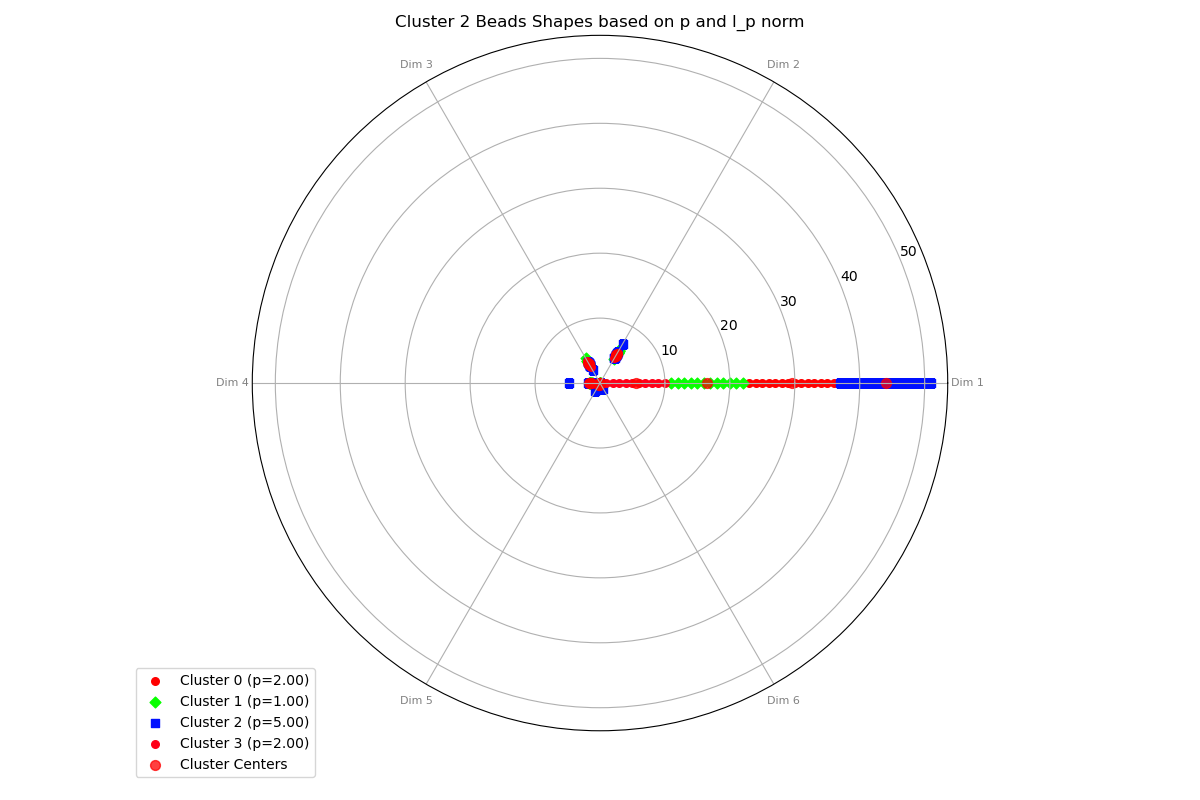 Cluster 2 Beads Shapes based on p and l_p norm
Dim 3
Dim 2
50
40
30
20
10
Dim 4
Dim 1
Dim 5
Dim 6
Cluster 0 (p=2.00)
Cluster 1 (p=1.00)
Cluster 2 (p=5.00)
Cluster 3 (p=2.00)
Cluster Centers